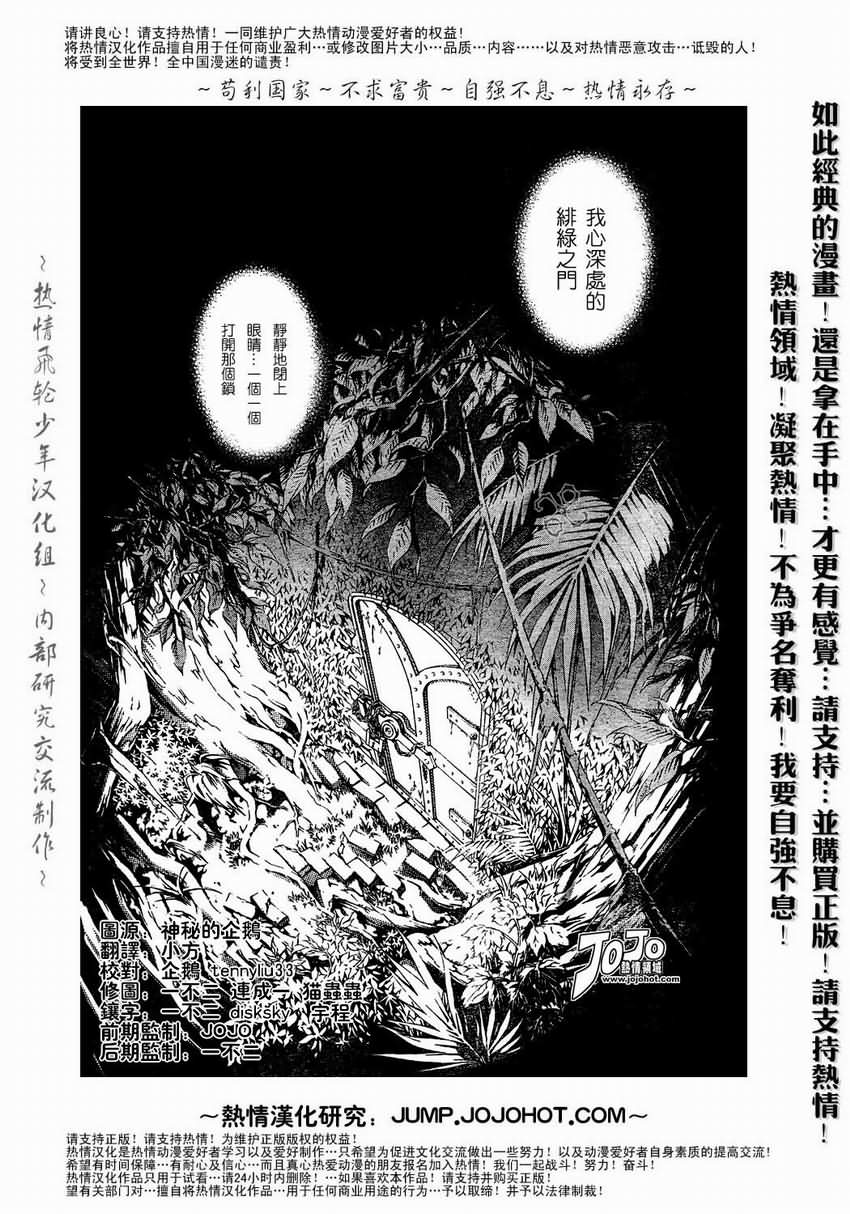 请讲良心！请支持热情！一同维护广大热情动漫爱好者的权益！
将热情汉化作品擅自用于任何商业盈利…或修改图片大小…品质…内容……以及对热情恶意攻击…诋毁的人！
将受到全世界！全中国漫迷的谴责！
～苟利国家～不求富贵～自强不息～热情永存～
如此經典的漫畫！還是拿在手中…才更有感覺…請支持…並購買正版！請支持熱情！
熱情領域！凝聚熱情！不為爭名奪利！我要自強不息！
我心深處的
緋綠之門
靜靜地閉上
眼睛…一個一個
打開那個鎖
～热情飞轮少年汉化组～内部研究交流制作～
圖源：神秘的企鵝
翻譯：小方
校對：企鵝 tennyliu33
修圖：一不二 連成一 猫蟲蟲
鑲字：一不二 disksky 宇程
前期監制：JOJO
后期監制：一不二
JOJO
熱情領域
www.jojohot.com
～熱情漢化研究：JUMP.JOJOHOT.COM～
请支持正版！请支持热情！为维护正版版权的权益！
热情汉化是热情动漫爱好者学习以及爱好制作…只希望为促进文化交流做出一些努力！以及动漫爱好者自身素质的提高交流！
希望有时间保障…有耐心及信心…而且真心热爱动漫的朋友报名加入热情！我们一起战斗！努力！奋斗！
热情汉化作品只用于试看…请24小时内删除！…如果喜欢本作品！请支持并购买正版！
望有关部门对…擅自将热情汉化作品…用于任何商业用途的行为…予以取缔！并予以法律制裁！